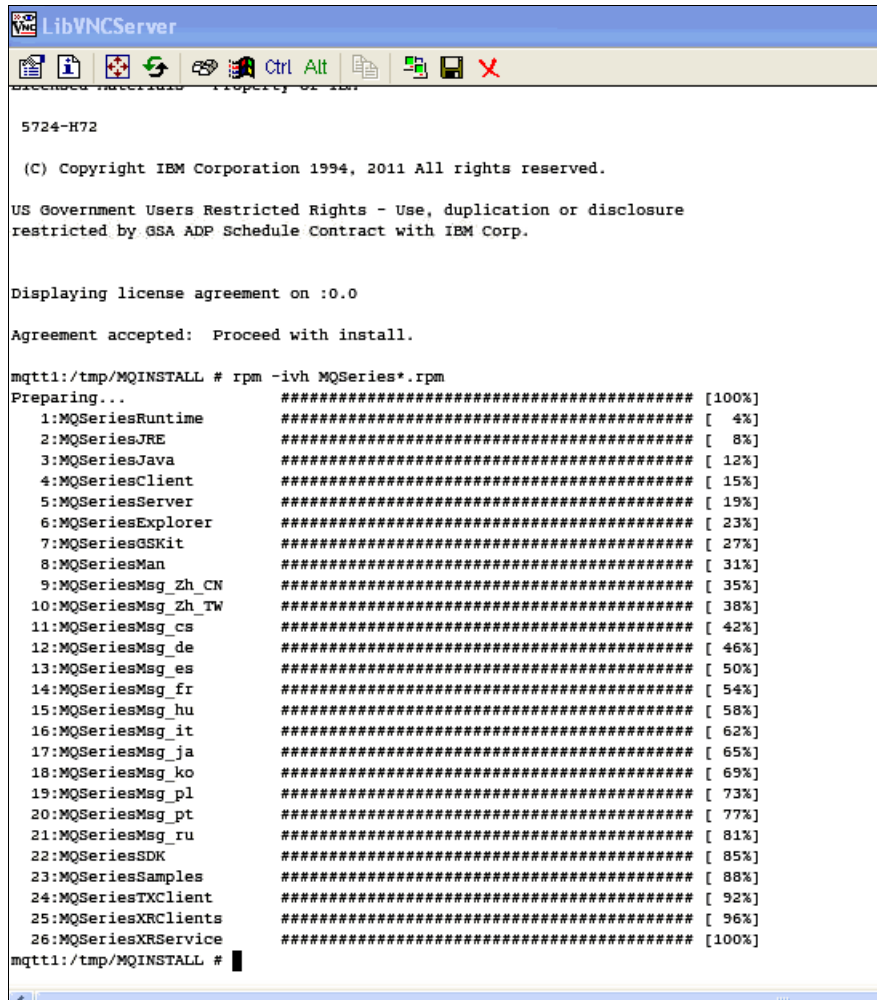 LibVNCServer
Ctrl Alt
Licensed Materials - Property of IBM
5724-H72
(C) Copyright IBM Corporation 1994, 2011 All rights reserved.
US Government Users Restricted Rights - Use, duplication or disclosure
restricted by GSA ADP Schedule Contract with IBM Corp.
Displaying license agreement on :0.0
Agreement accepted:  Proceed with install.
mqtt1:/tmp/MQINSTALL # rpm -ivh MQSeries*.rpm
Preparing...                ########################################### [100%]
   1:MQSeriesRuntime        ########################################### [  4%]
   2:MQSeriesJRE            ########################################### [  8%]
   3:MQSeriesJava           ########################################### [ 12%]
   4:MQSeriesClient         ########################################### [ 15%]
   5:MQSeriesServer         ########################################### [ 19%]
   6:MQSeriesExplorer       ########################################### [ 23%]
   7:MQSeriesGSKit          ########################################### [ 27%]
   8:MQSeriesMan            ########################################### [ 31%]
   9:MQSeriesMsg_Zh_CN      ########################################### [ 35%]
  10:MQSeriesMsg_Zh_TW      ########################################### [ 38%]
  11:MQSeriesMsg_cs         ########################################### [ 42%]
  12:MQSeriesMsg_de         ########################################### [ 46%]
  13:MQSeriesMsg_es         ########################################### [ 50%]
  14:MQSeriesMsg_fr         ########################################### [ 54%]
  15:MQSeriesMsg_hu         ########################################### [ 58%]
  16:MQSeriesMsg_it         ########################################### [ 62%]
  17:MQSeriesMsg_ja         ########################################### [ 65%]
  18:MQSeriesMsg_ko         ########################################### [ 69%]
  19:MQSeriesMsg_pl         ########################################### [ 73%]
  20:MQSeriesMsg_pt         ########################################### [ 77%]
  21:MQSeriesMsg_ru         ########################################### [ 81%]
  22:MQSeriesSDK            ########################################### [ 85%]
  23:MQSeriesSamples        ########################################### [ 88%]
  24:MQSeriesTXClient       ########################################### [ 92%]
  25:MQSeriesXRClients      ########################################### [ 96%]
  26:MQSeriesXRService      ########################################### [100%]
mqtt1:/tmp/MQINSTALL #